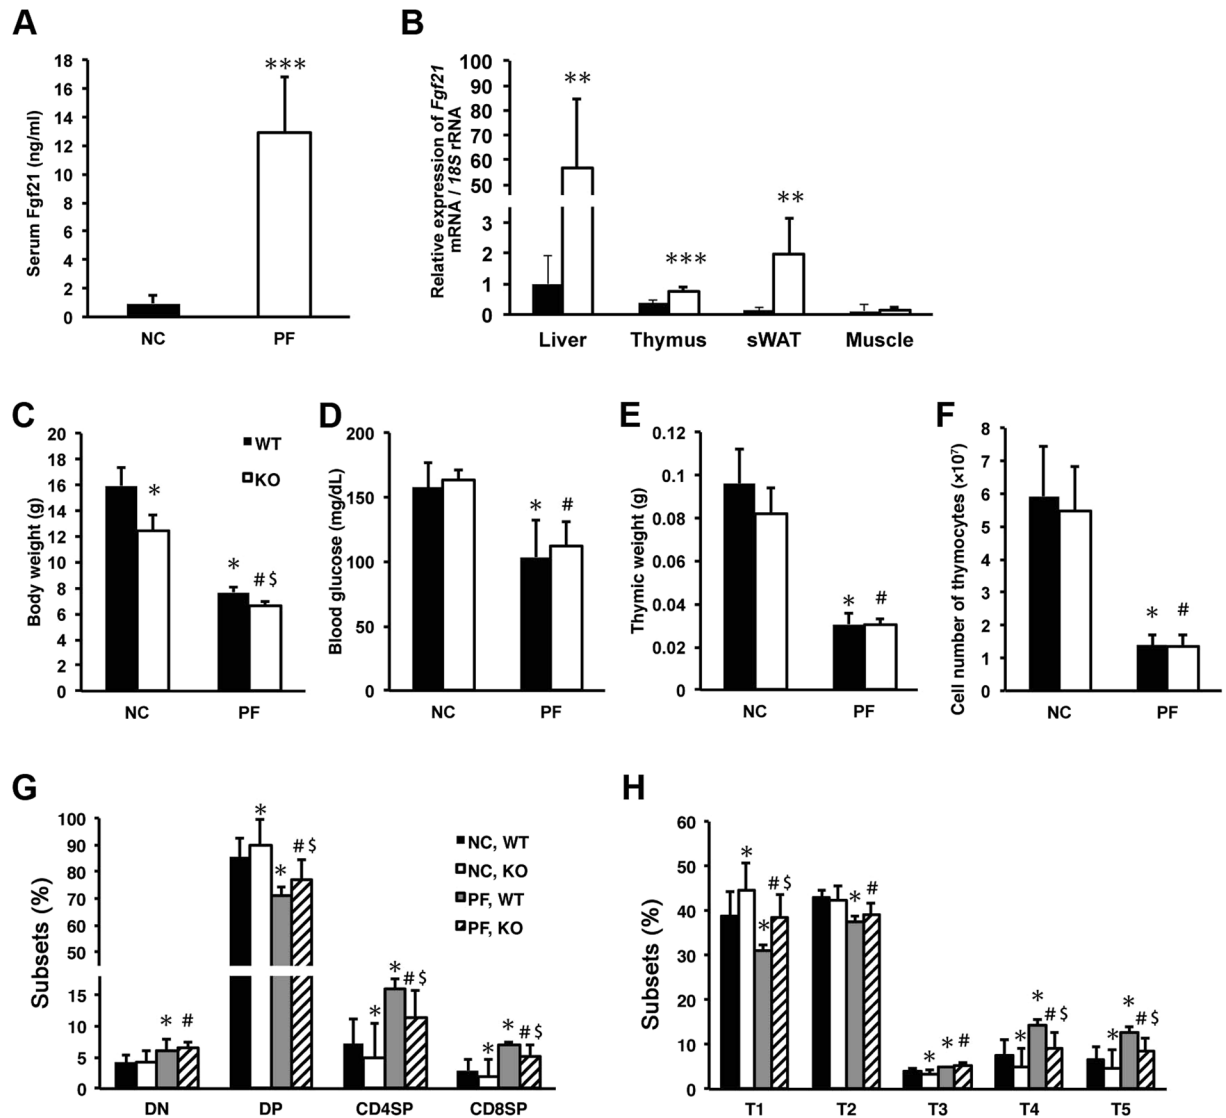 A
B
Serum Fgf21 (ng/ml)
18
16
14
12
10
8
6
4
2
0
***
NC
PF
Relative expression of Fgf21
mRNA / 18S rRNA
100
90
80
70
60
50
3
2
1
0
**
***
**
Liver
Thymus
sWAT
Muscle
C
D
E
F
Body weight (g)
20
18
16
14
12
10
8
6
4
2
0
WT
KO
*
*
# $
NC
PF
Blood glucose (mg/dL)
200
150
100
50
0
*
#
NC
PF
Thymic weight (g)
0.12
0.1
0.08
0.06
0.04
0.02
0
*
#
NC
PF
Cell number of thymocytes (×10⁷)
8
7
6
5
4
3
2
1
0
*
#
NC
PF
G
H
Subsets (%)
100
90
80
70
60
50
15
10
5
0
NC, WT
NC, KO
PF, WT
PF, KO
* #
* * # $
* * # $
* * # $
DN
DP
CD4SP
CD8SP
Subsets (%)
60
50
40
30
20
10
0
* * # $
* #
* * #
* * # $
* * # $
T1
T2
T3
T4
T5